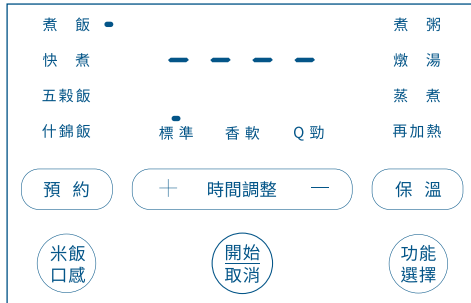 煮飯
快煮
五穀飯
什錦飯
- - - -
標準 香軟 Q勁
煮粥
燉湯
蒸煮
再加熱
預約
+ 時間調整 -
保溫
米飯
口感
開始
取消
功能
選擇